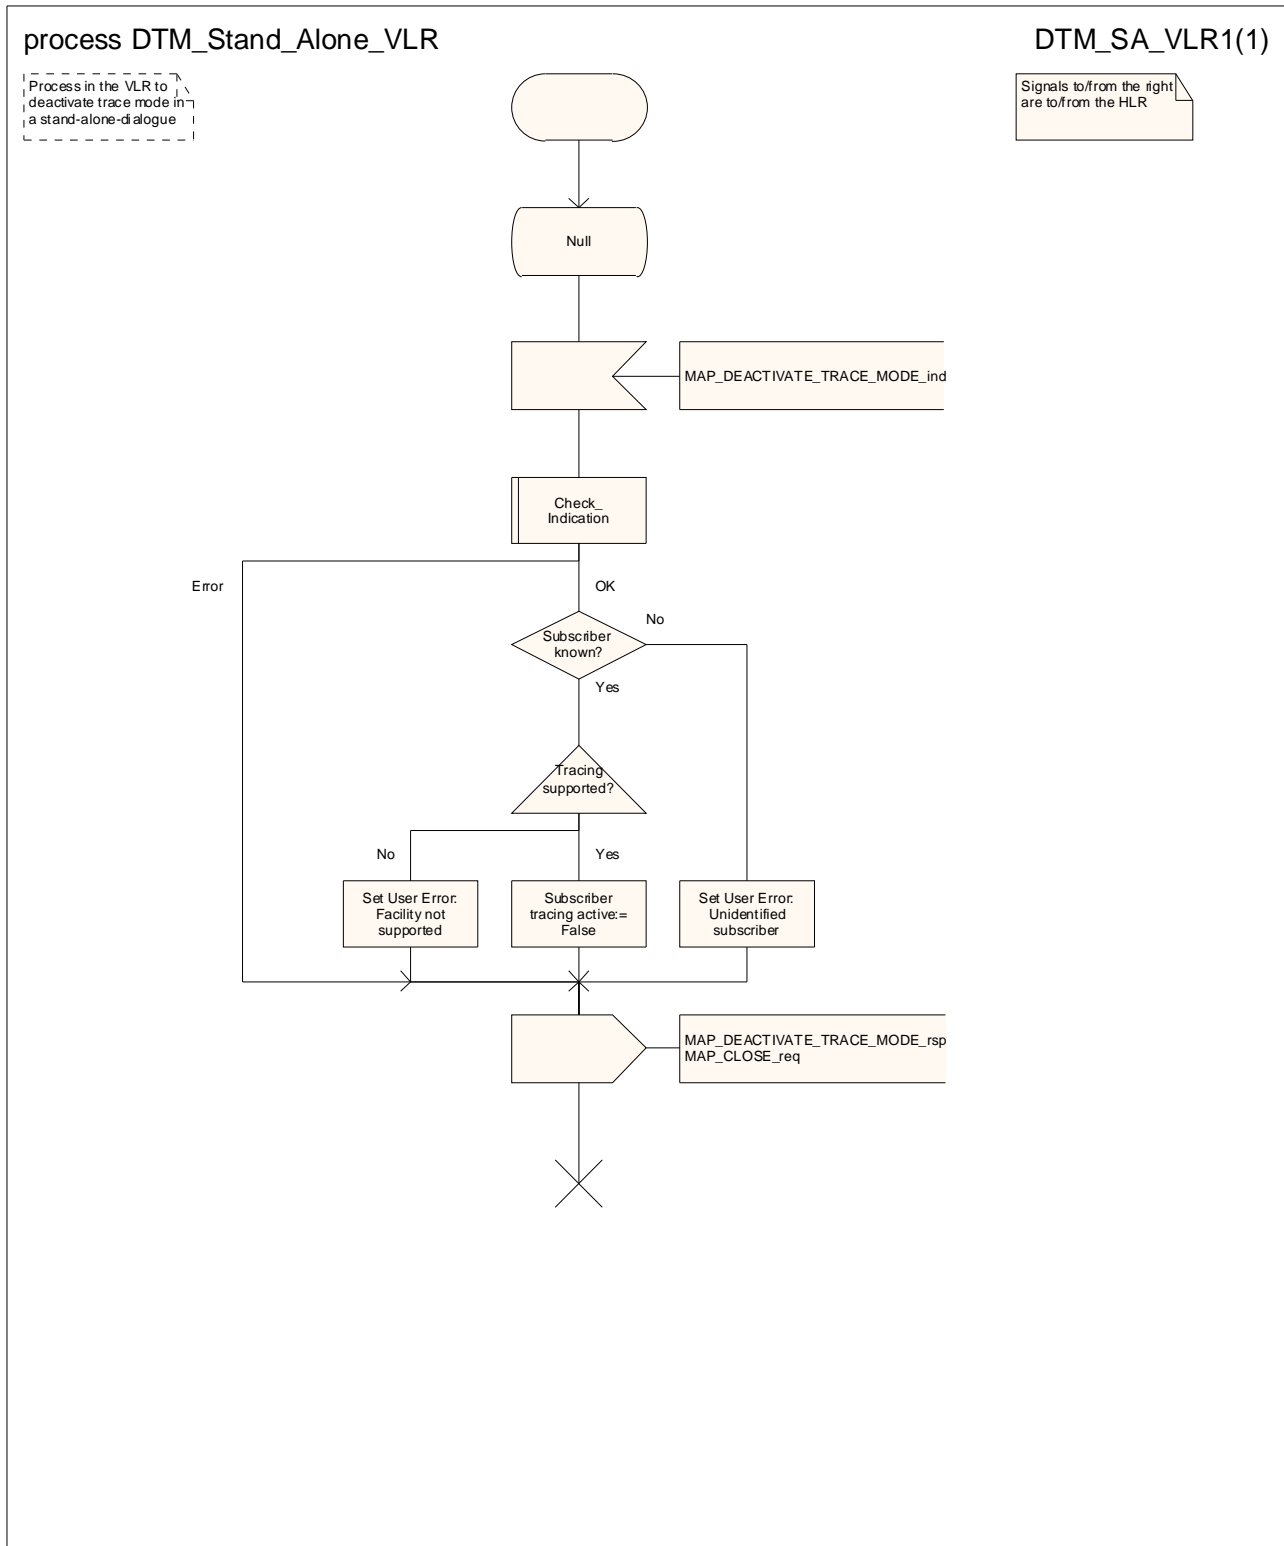 process DTM_Stand_Alone_VLR
DTM_SA_VLR1(1)
Process in the VLR to
deactivate trace mode in
a stand-alone-dialogue
Signals to/from the right
are to/from the HLR
Null
MAP_DEACTIVATE_TRACE_MODE_ind
Check_
Indication
Error
OK
No
Subscriber
known?
Yes
Tracing
supported?
No
Yes
Set User Error:
Facility not
supported
Subscriber
tracing active:=
False
Set User Error:
Unidentified
subscriber
MAP_DEACTIVATE_TRACE_MODE_rsp
MAP_CLOSE_req